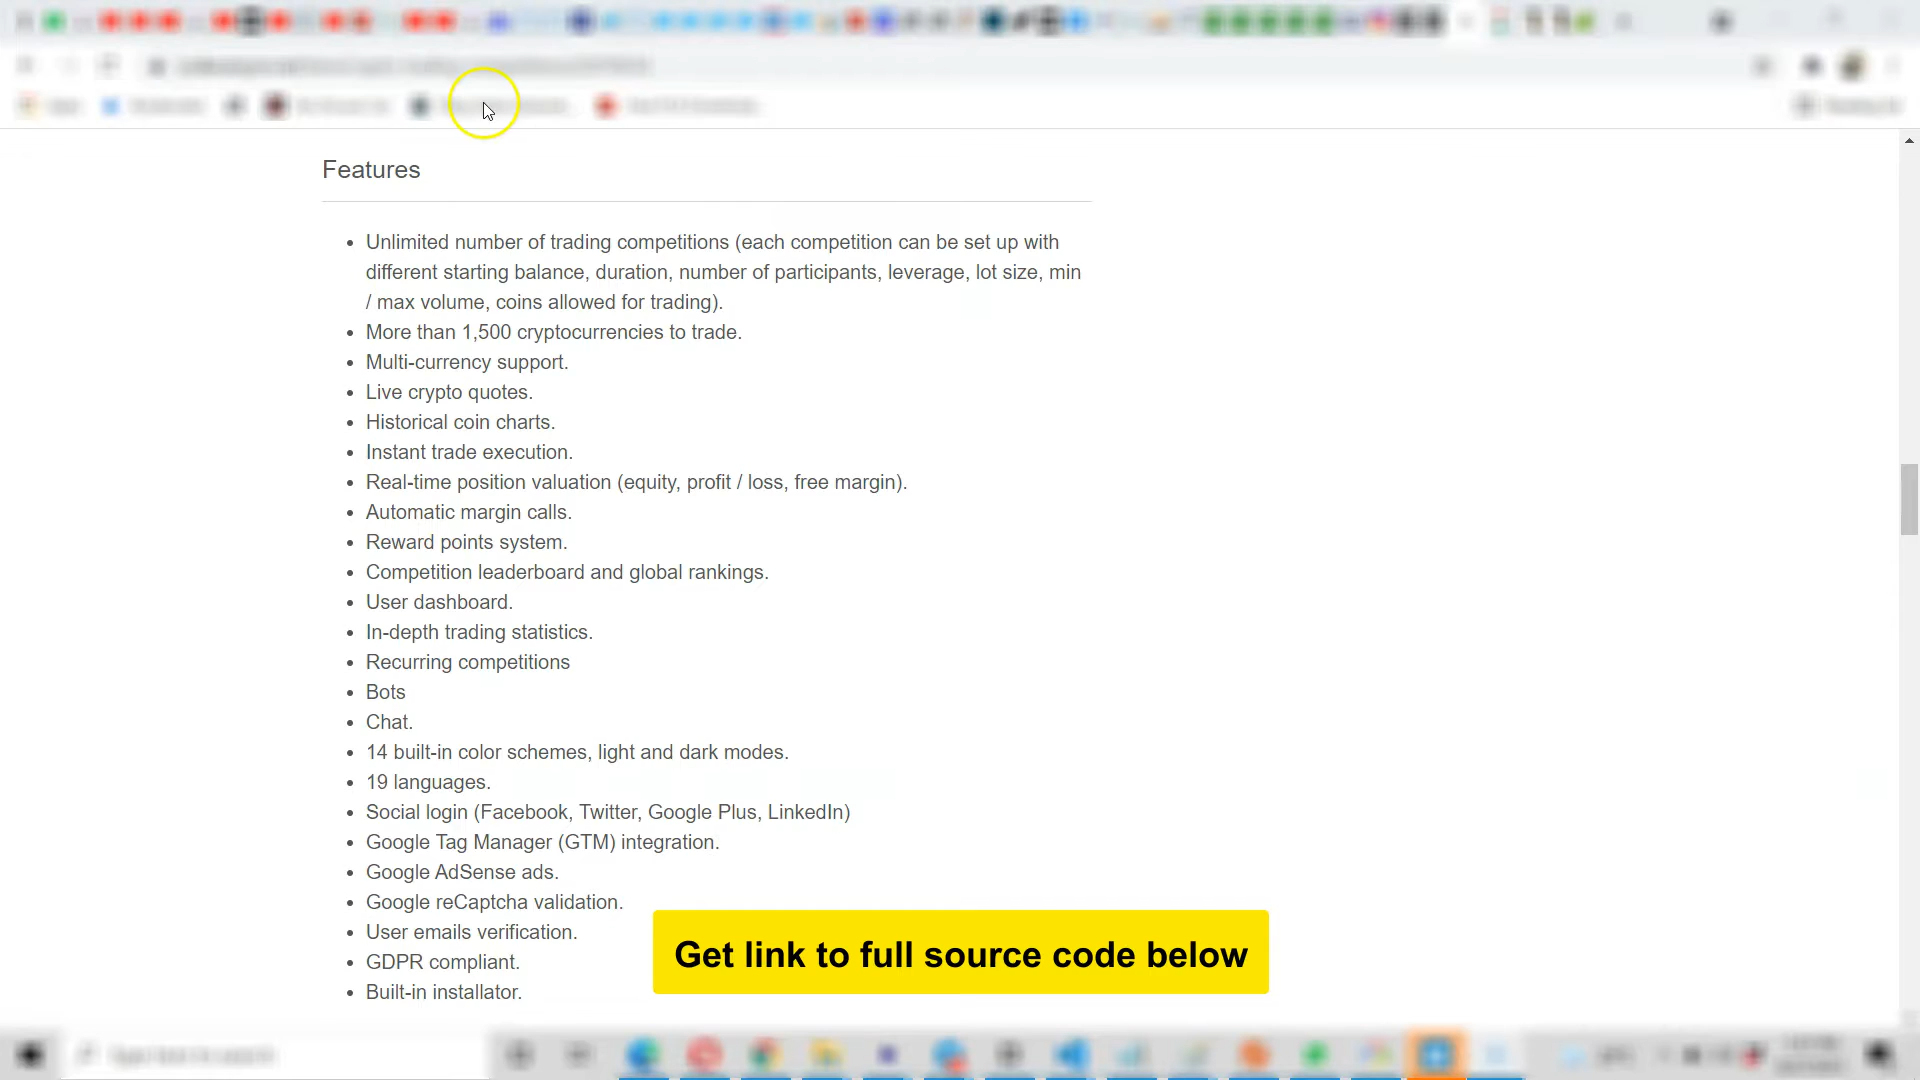 Features
Unlimited number of trading competitions (each competition can be set up with
different starting balance, duration, number of participants, leverage, lot size, min
/ max volume, coins allowed for trading).
More than 1,500 cryptocurrencies to trade.
Multi-currency support.
Live crypto quotes.
Historical coin charts.
Instant trade execution.
Real-time position valuation (equity, profit / loss, free margin).
Automatic margin calls.
Reward points system.
Competition leaderboard and global rankings.
User dashboard.
In-depth trading statistics.
Recurring competitions
Bots
Chat.
14 built-in color schemes, light and dark modes.
19 languages.
Social login (Facebook, Twitter, Google Plus, LinkedIn)
Google Tag Manager (GTM) integration.
Google AdSense ads.
Google reCaptcha validation.
User emails verification.
GDPR compliant.
Built-in installator.
Get link to full source code below